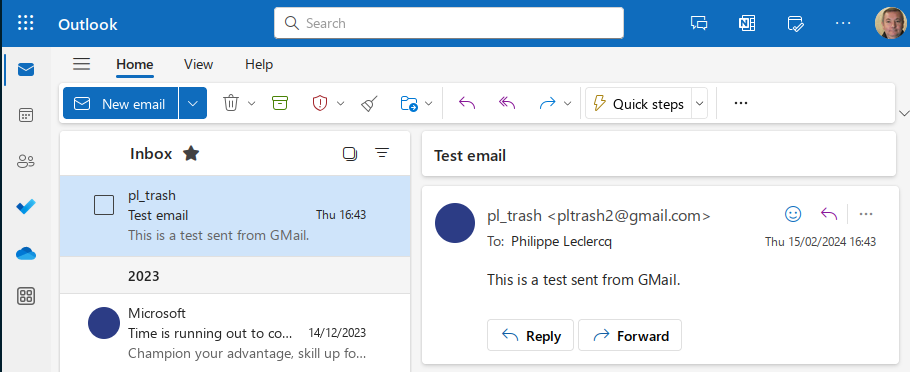 Outlook
Search
Home View Help
New email
Quick steps
Inbox
pl_trash
Test email Thu 16:43
This is a test sent from GMail.
2023
Microsoft
Time is running out to co... 14/12/2023
Champion your advantage, skill up fo...
Test email
pl_trash <pltrash2@gmail.com>
To: Philippe Leclercq Thu 15/02/2024 16:43
This is a test sent from GMail.
Reply Forward